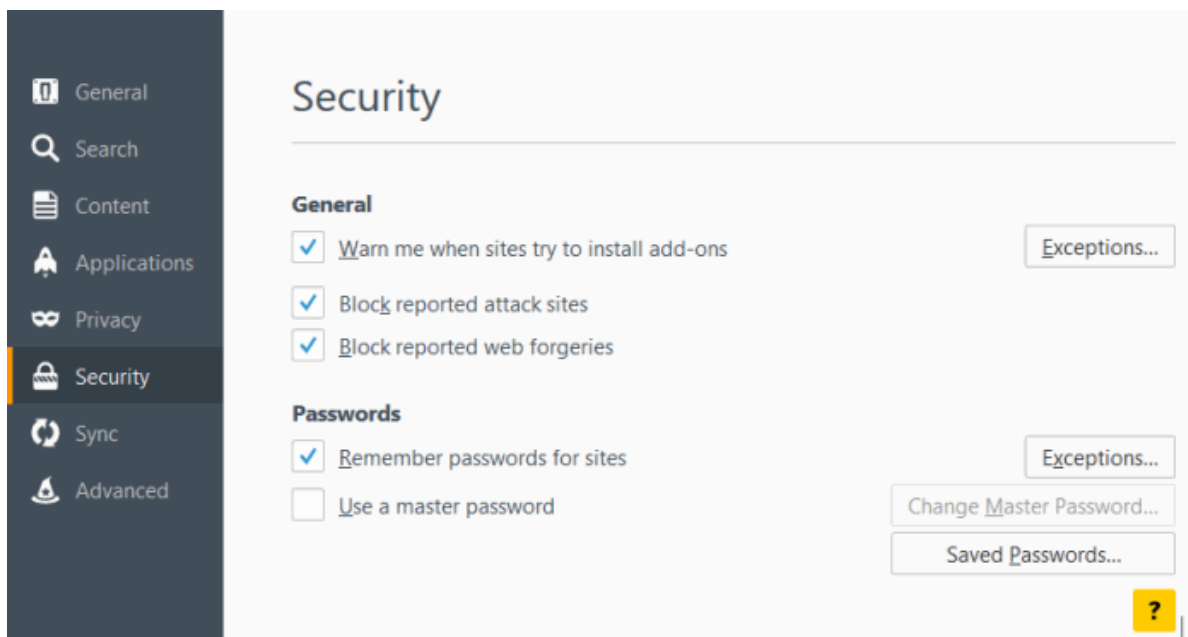 General
Search
Content
Applications
Privacy
Security
Sync
Advanced
Security
General
Warn me when sites try to install add-ons
Exceptions...
Block reported attack sites
Block reported web forgeries
Passwords
Remember passwords for sites
Exceptions...
Use a master password
Change Master Password...
Saved Passwords...
?